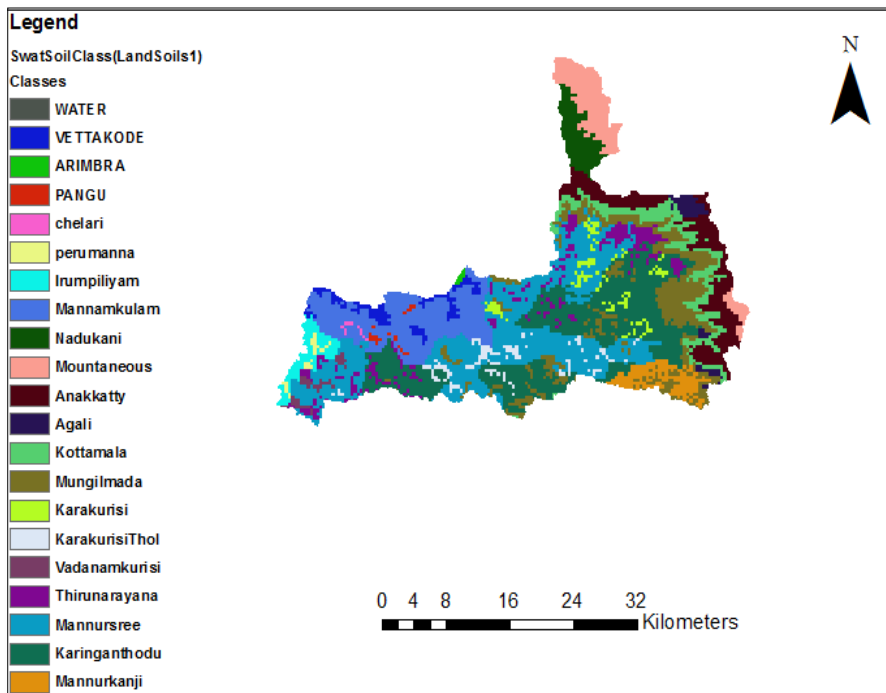 Legend
SwatSoilClass(LandSoils1)
Classes
WATER
VETTAKODE
ARIMBRA
PANGU
chelari
perumanna
Irumpiliyam
Mannamkulam
Nadukani
Mountaneous
Anakkatty
Agali
Kottamala
Mungilmada
Karakurisi
KarakurisiThol
Vadanamkurisi
Thirunarayana
Mannursree
Karinganthodu
Mannurkanji
N
0 4 8 16 24 32
Kilometers